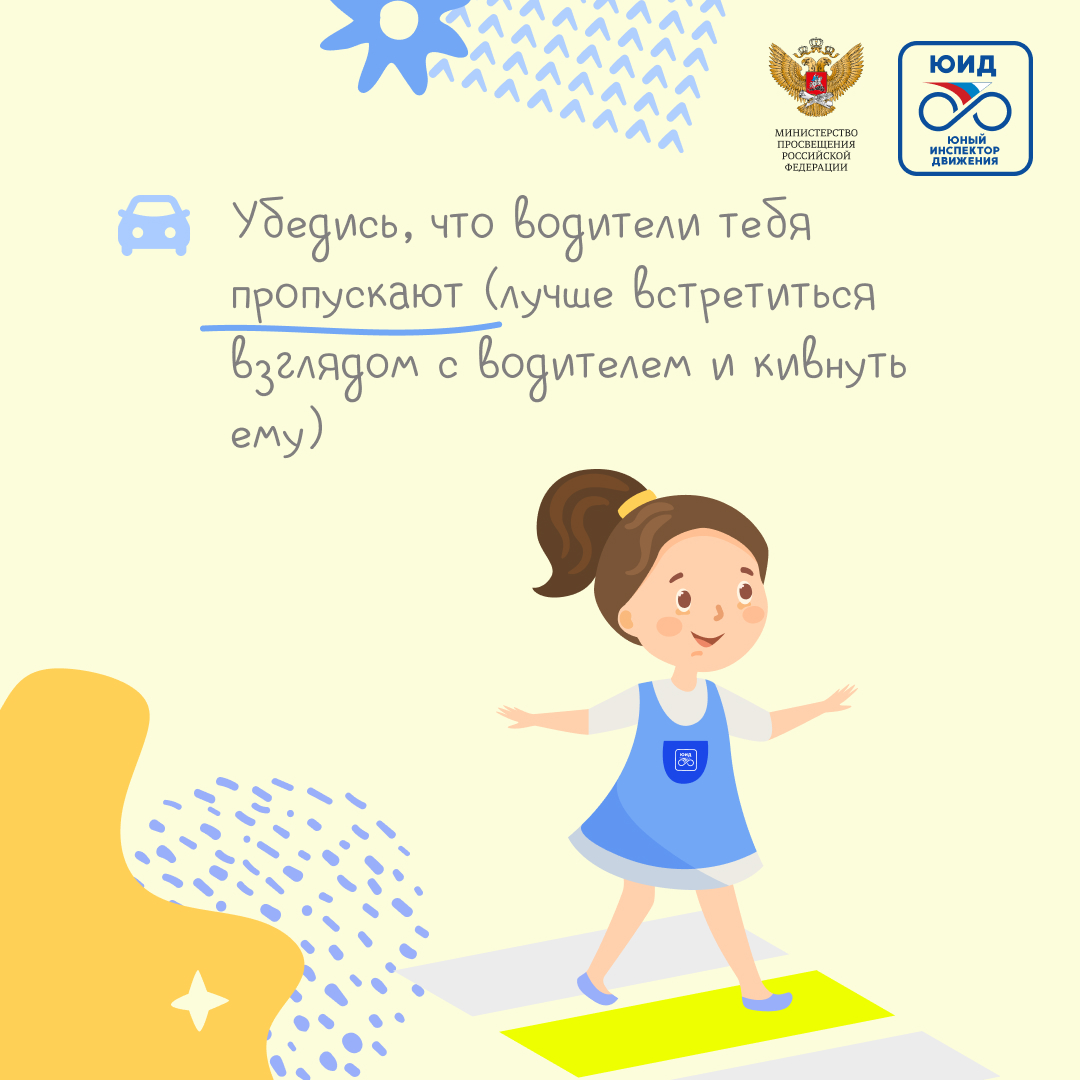 МИНИСТЕРСТВО
ПРОСВЕЩЕНИЯ
РОССИЙСКОЙ
ФЕДЕРАЦИИ
ЮИД
ЮНЫЙ
ИНСПЕКТОР
ДВИЖЕНИЯ
Убедись, что водители тебя
пропускают (лучше встретиться
взглядом с водителем и кивнуть
ему)
ЮИД